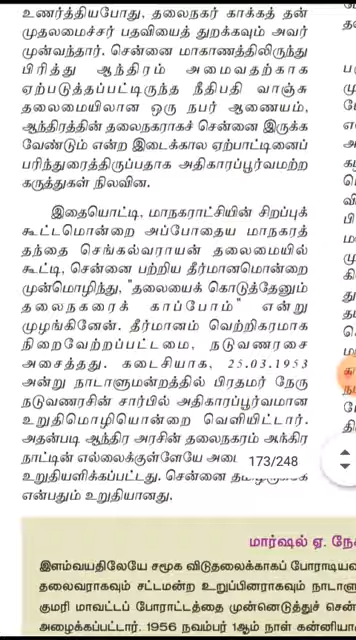 உணர்த்தியபோது, தலைநகர் காக்கத் தன்
முதலமைச்சர் பதவியைத் துறக்கவும் அவர்
முன்வந்தார். சென்னை மாகாணத்திலிருந்து
பிரித்து ஆந்திரம் அமைவதற்காக
ஏற்படுத்தப்பட்டிருந்த நீதிபதி வாஞ்சு
தலைமையிலான ஒரு நபர் ஆணையம்,
ஆந்திரத்தின் தலைநகராகச் சென்னை இருக்க
வேண்டும் என்ற இடைக்கால ஏற்பாட்டினைப்
பரிந்துரைத்திருப்பதாக அதிகாரப்பூர்வமற்ற
கருத்துகள் நிலவின.
இதையொட்டி, மாநகராட்சியின் சிறப்புக்
கூட்டமொன்றை அப்போதைய மாநகரத்
தந்தை செங்கல்வராயன் தலைமையில்
கூட்டி, சென்னை பற்றிய தீர்மானமொன்றை
முன்மொழிந்து, "தலையைக் கொடுத்தேனும்
தலைநகரைக் காப்போம்" என்று
முழங்கினேன். தீர்மானம் வெற்றிகரமாக
நிறைவேற்றப்பட்டமை, நடுவணரசை
அசைத்தது. கடைசியாக, 25.03.1953
அன்று நாடாளுமன்றத்தில் பிரதமர் நேரு
நடுவணரசின் சார்பில் அதிகாரப்பூர்வமான
உறுதிமொழியொன்றை வெளியிட்டார்.
அதன்படி ஆந்திர அரசின் தலைநகரம் ஆந்திர
நாட்டின் எல்லைக்குள்ளேயே அடை 173/248
உறுதியளிக்கப்பட்டது. சென்னை
என்பதும் உறுதியானது.
மார்ஷல் ஏ. நே
இளம்வயதிலேயே சமூக விடுதலைக்காகப் போராடியவ
தலைவராகவும் சட்டமன்ற உறுப்பினராகவும் நாடாளு
குமரி மாவட்டப் போராட்டத்தை முன்னெடுத்துச் சென்
அழைக்கப்பட்டார். 1956 நவம்பர் 1ஆம் நாள் கன்னியா